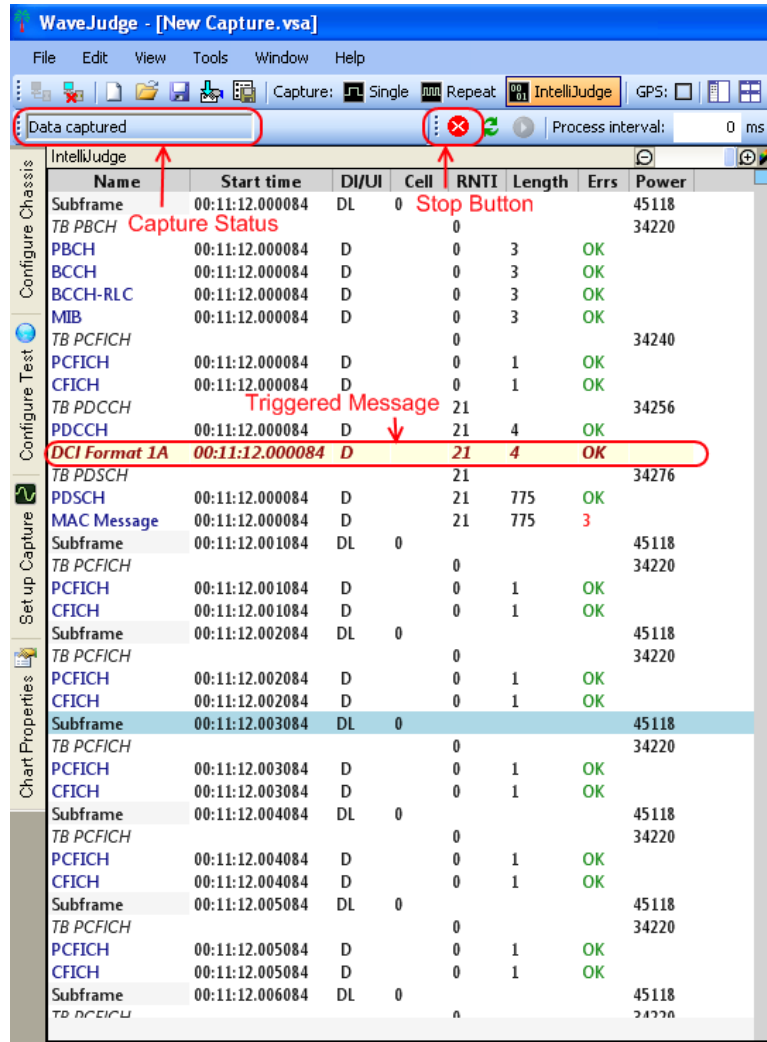 WaveJudge - [New Capture.vsa]
File Edit View Tools Window Help
Capture: Single Repeat IntelliJudge GPS:
Data captured Process interval: 0 ms
IntelliJudge
Name Start time Dl/Ul Cell RNTI Length Errs Power
Subframe 00:11:12.000084 DL 0 45118
Capture Status
Stop Button
TB PBCH 0 34220
PBCH 00:11:12.000084 D 0 3 OK
BCCH 00:11:12.000084 D 0 3 OK
BCCH-RLC 00:11:12.000084 D 0 3 OK
MIB 00:11:12.000084 D 0 3 OK
TB PCFICH 0 34240
PCFICH 00:11:12.000084 D 0 1 OK
CFICH 00:11:12.000084 D 0 1 OK
Triggered Message
TB PDCCH 21 34256
PDCCH 00:11:12.000084 D 21 4 OK
DCI Format 1A 00:11:12.000084 D 21 4 OK
TB PDSCH 21 34276
PDSCH 00:11:12.000084 D 21 775 OK
MAC Message 00:11:12.000084 D 21 775 3
Subframe 00:11:12.001084 DL 0 45118
TB PCFICH 0 34220
PCFICH 00:11:12.001084 D 0 1 OK
CFICH 00:11:12.001084 D 0 1 OK
Subframe 00:11:12.002084 DL 0 45118
TB PCFICH 0 34220
PCFICH 00:11:12.002084 D 0 1 OK
CFICH 00:11:12.002084 D 0 1 OK
Subframe 00:11:12.003084 DL 0 45118
TB PCFICH 0 34220
PCFICH 00:11:12.003084 D 0 1 OK
CFICH 00:11:12.003084 D 0 1 OK
Subframe 00:11:12.004084 DL 0 45118
TB PCFICH 0 34220
PCFICH 00:11:12.004084 D 0 1 OK
CFICH 00:11:12.004084 D 0 1 OK
Subframe 00:11:12.005084 DL 0 45118
TB PCFICH 0 34220
PCFICH 00:11:12.005084 D 0 1 OK
CFICH 00:11:12.005084 D 0 1 OK
Subframe 00:11:12.006084 DL 0 45118
TB PCFICH 0 34220
Configure Chassis
Configure Test
Set up Capture
Chart Properties